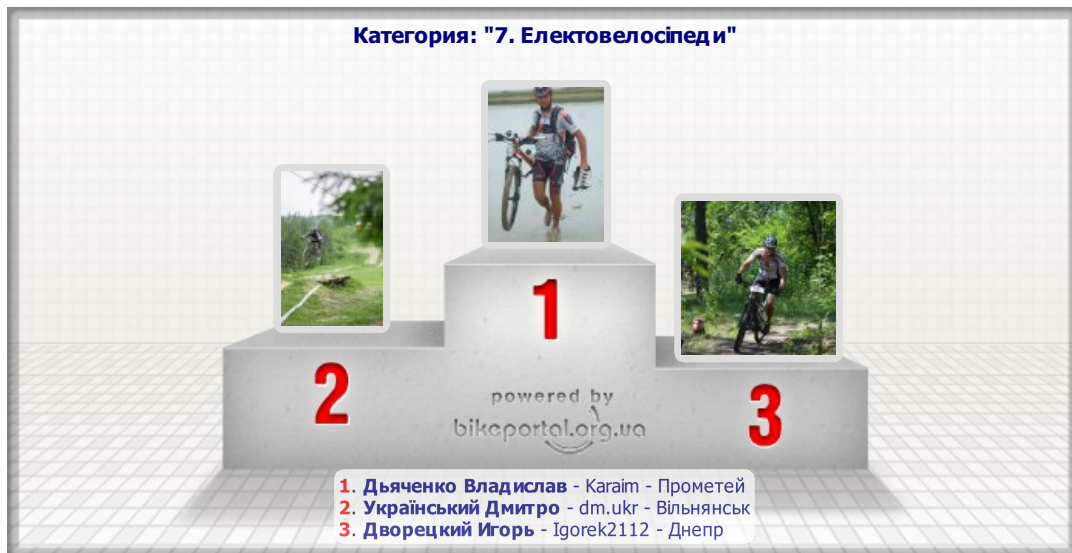 Категория: "7. Електовелосіпеди"
1
2
3
powered by
bikeportal.org.ua
1. Дьяченко Владислав - Karaim - Прометей
2. Український Дмитро - dm.ukr - Вільнянськ
3. Дворецкий Игорь - Igorek2112 - Днепр